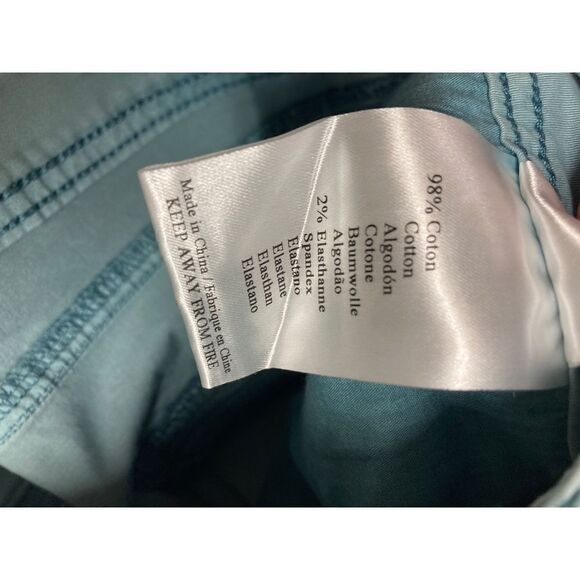 98% Coton
Cotton
Algodón
Cotone
Baumwolle
Algodão
2% Elasthanne
Spandex
Elastano
Elastane
Elasthan
Elastano
Made in China / Fabrique en Chine
KEEP AWAY FROM FIRE